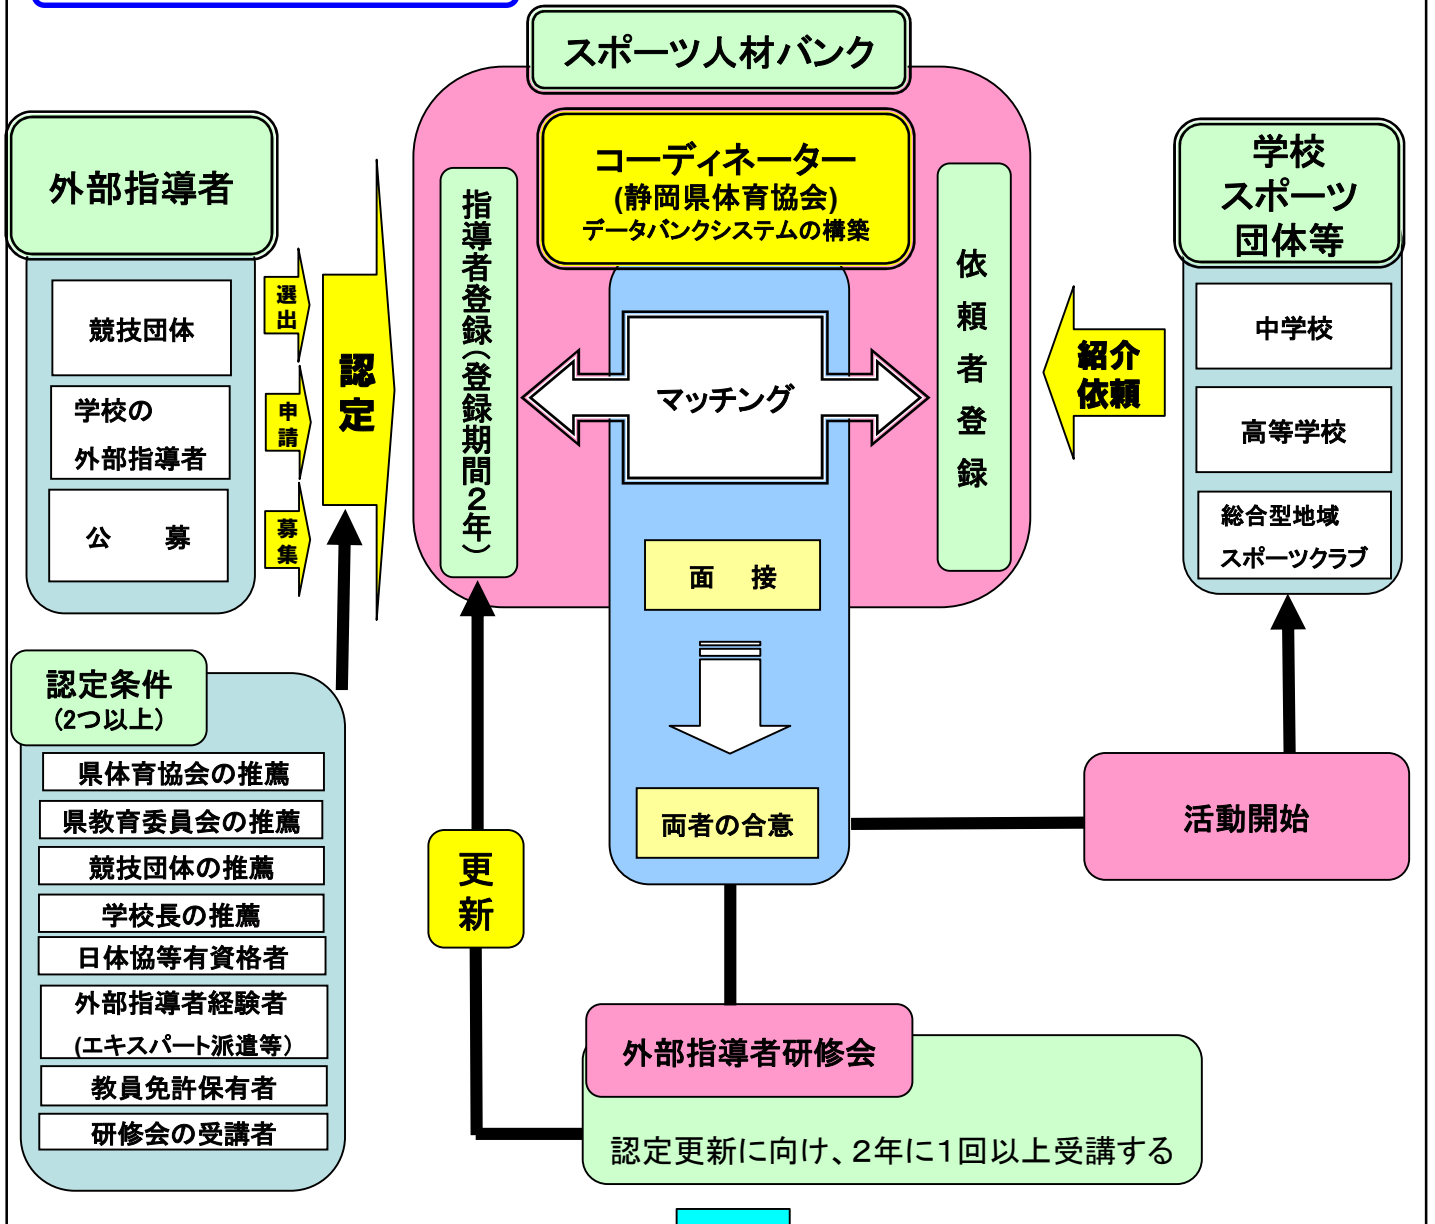 スポーツ人材バンク
コーディネーター
(静岡県体育協会)
データバンクシステムの構築
外部指導者
競技団体
学校の
外部指導者
公　募
選出
申請
募集
認定
指導者登録（登録期間２年）
マッチング
依頼者登録
紹介
依頼
学校
スポーツ
団体等
中学校
高等学校
総合型地域
スポーツクラブ
面　接
両者の合意
活動開始
認定条件
(2つ以上)
県体育協会の推薦
県教育委員会の推薦
競技団体の推薦
学校長の推薦
日体協等有資格者
外部指導者経験者
(エキスパート派遣等)
教員免許保有者
研修会の受講者
更新
外部指導者研修会
認定更新に向け、２年に１回以上受講する